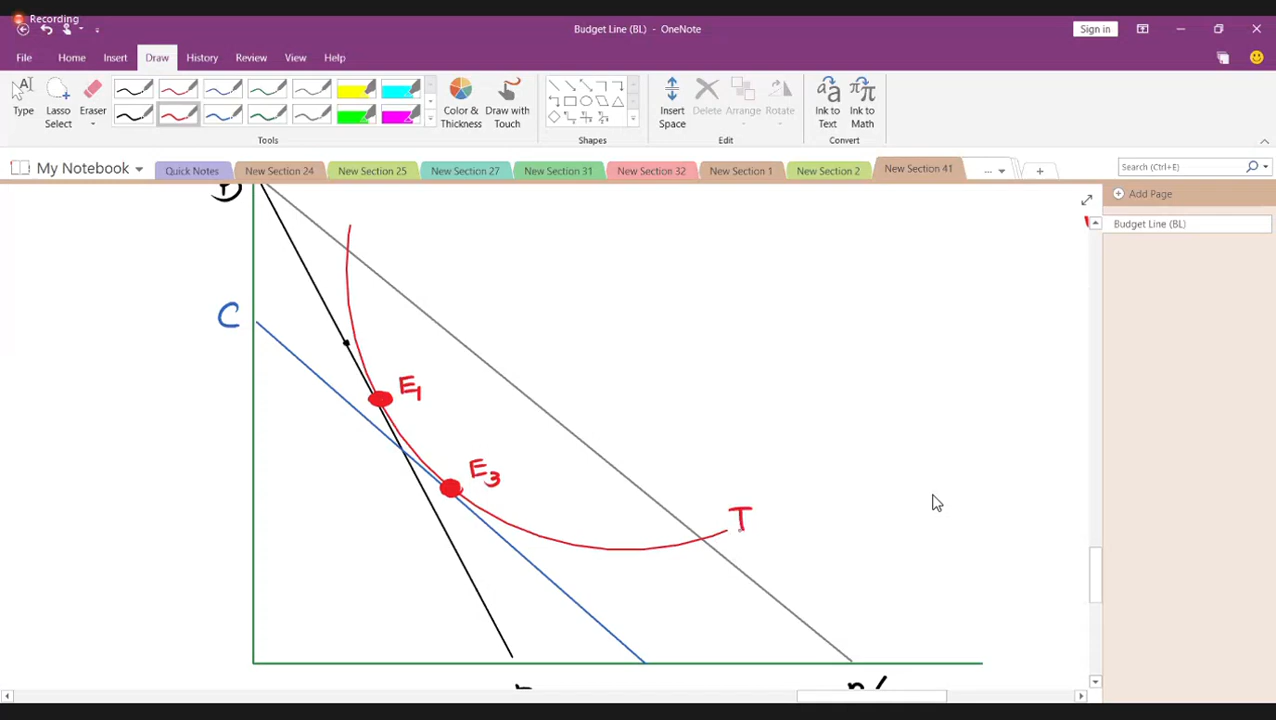 Recording
Budget Line (BL) - OneNote
Sign in
File Home Insert Draw History Review View Help
Type
Lasso Select
Eraser
Color & Thickness
Draw with Touch
Insert Space
Delete
Arrange
Rotate
Ink to Text
Ink to Math
Tools
Shapes
Edit
Convert
My Notebook
Quick Notes
New Section 24
New Section 25
New Section 27
New Section 31
New Section 32
New Section 1
New Section 2
New Section 41
...
Search (Ctrl+E)
Add Page
Budget Line (BL)
C
E1
E3
T